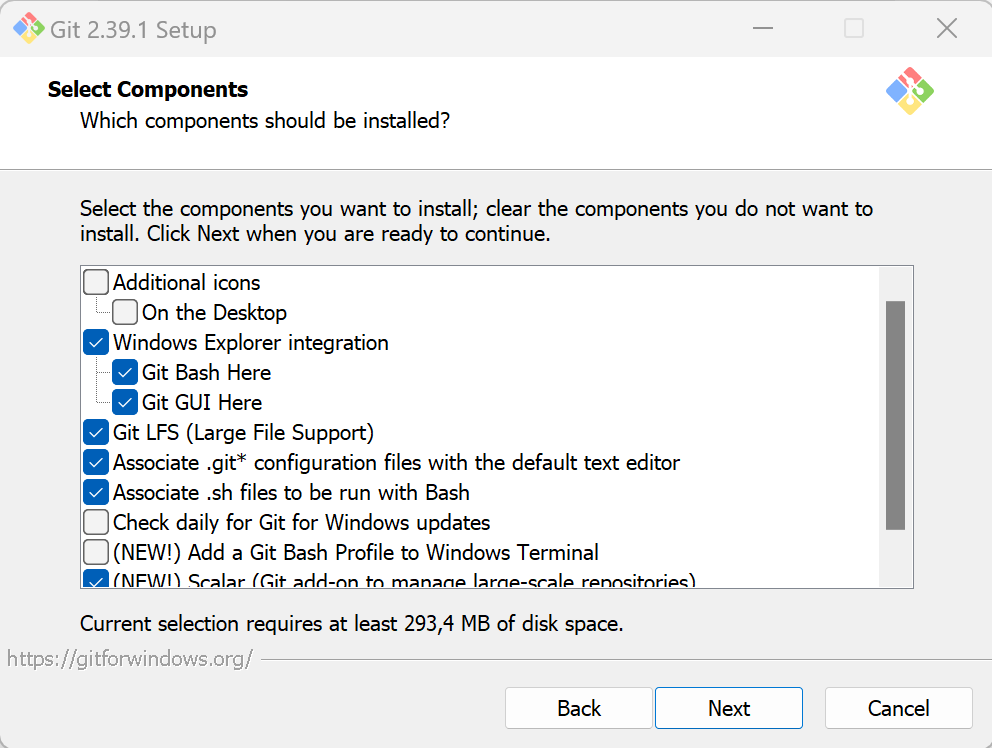 Git 2.39.1 Setup
Select Components
Which components should be installed?
Select the components you want to install; clear the components you do not want to
install. Click Next when you are ready to continue.
Additional icons
On the Desktop
Windows Explorer integration
Git Bash Here
Git GUI Here
Git LFS (Large File Support)
Associate .git* configuration files with the default text editor
Associate .sh files to be run with Bash
Check daily for Git for Windows updates
(NEW!) Add a Git Bash Profile to Windows Terminal
(NEW!) Scalar (Git add-on to manage large-scale repositories)
Current selection requires at least 293,4 MB of disk space.
https://gitforwindows.org/
Back Next Cancel